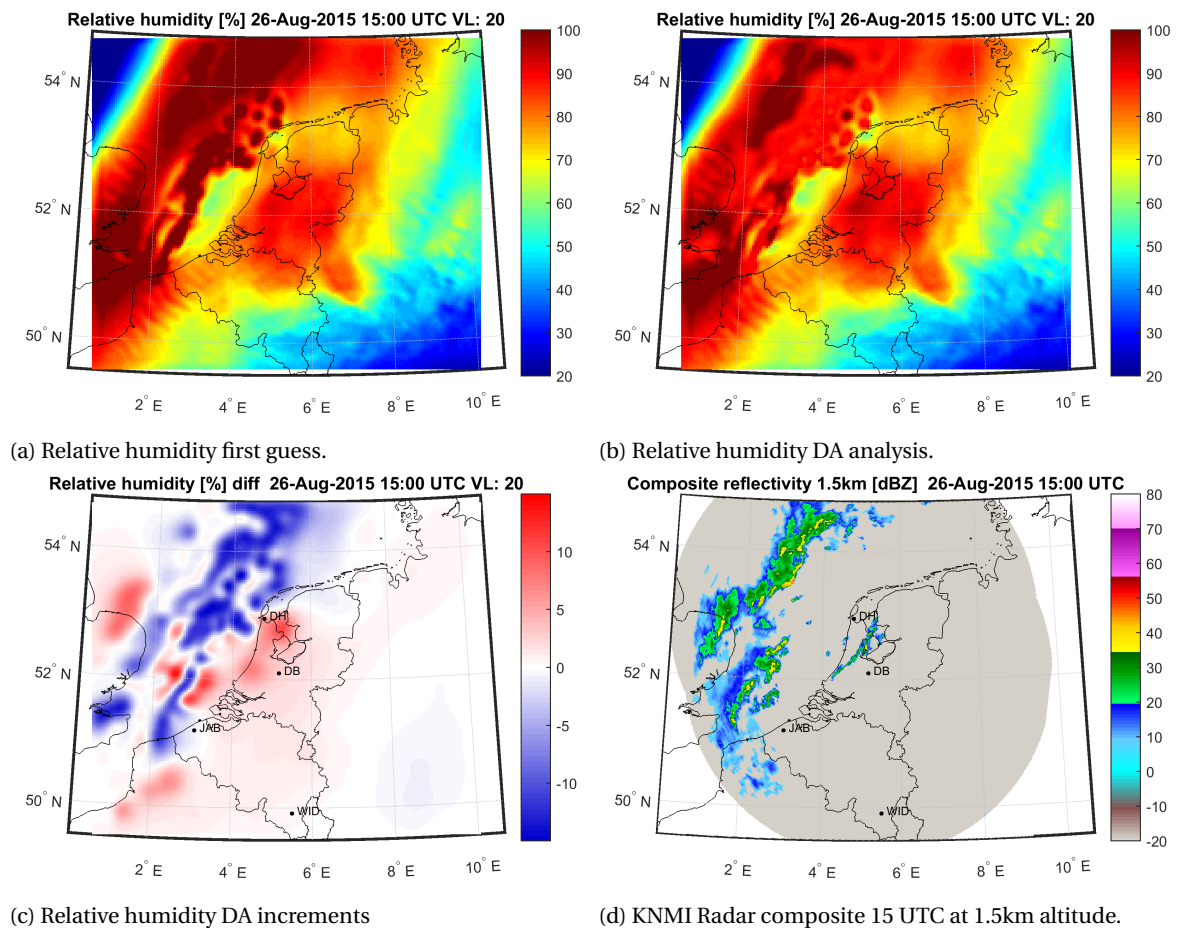 Relative humidity [%] 26-Aug-2015 15:00 UTC VL: 20
54° N
52° N
50° N
2° E
4° E
6° E
8° E
10° E
100
90
80
70
60
50
40
30
20
(a) Relative humidity first guess.
Relative humidity [%] 26-Aug-2015 15:00 UTC VL: 20
54° N
52° N
50° N
2° E
4° E
6° E
8° E
10° E
100
90
80
70
60
50
40
30
20
(b) Relative humidity DA analysis.
Relative humidity [%] diff 26-Aug-2015 15:00 UTC VL: 20
54° N
52° N
50° N
DH
DB
JAB
WID
2° E
4° E
6° E
8° E
10° E
10
5
0
-5
-10
(c) Relative humidity DA increments
Composite reflectivity 1.5km [dBZ] 26-Aug-2015 15:00 UTC
54° N
52° N
50° N
DH
DB
JAB
WID
2° E
4° E
6° E
8° E
10° E
80
70
60
50
40
30
20
10
0
-10
-20
(d) KNMI Radar composite 15 UTC at 1.5km altitude.